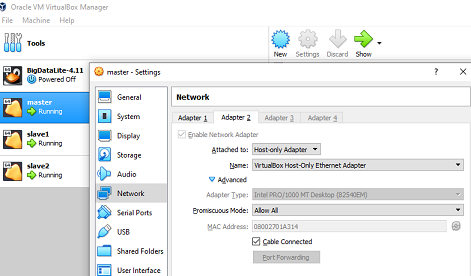 Oracle VM VirtualBox Manager
File Machine Help
Tools
New Settings Discard Show
BigDataLite-4.11
Powered Off
master
Running
slave1
Running
slave2
Running
master - Settings
General
System
Display
Storage
Audio
Network
Serial Ports
USB
Shared Folders
User Interface
Network
Adapter 1 Adapter 2 Adapter 3 Adapter 4
Enable Network Adapter
Attached to: Host-only Adapter
Name: VirtualBox Host-Only Ethernet Adapter
Advanced
Adapter Type: Intel PRO/1000 MT Desktop (82540EM)
Promiscuous Mode: Allow All
MAC Address: 08002701A314
Cable Connected
Port Forwarding